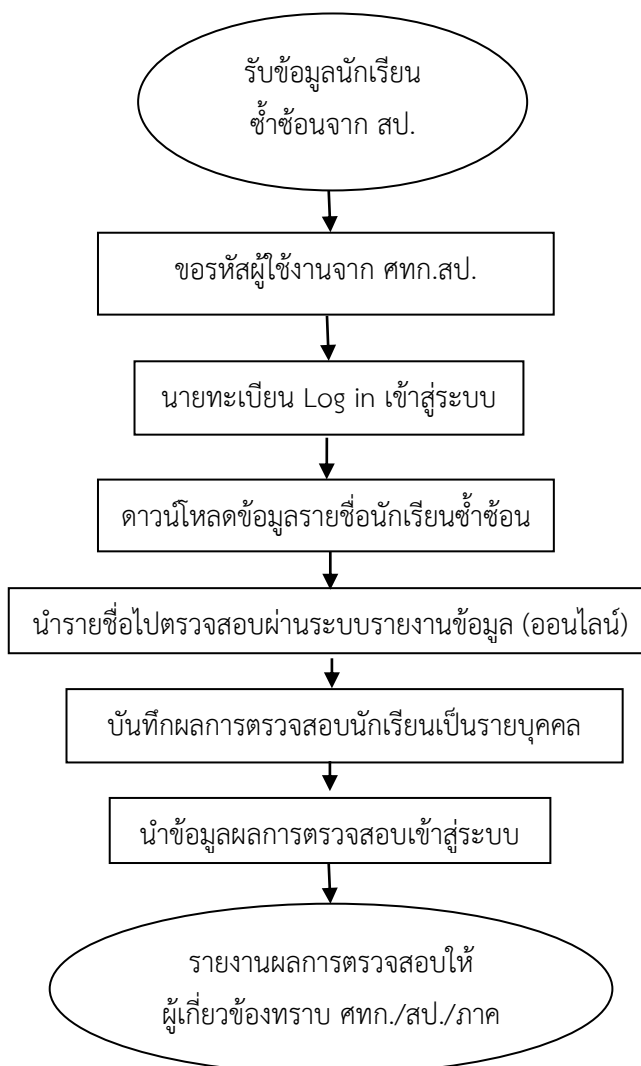 รับข้อมูลนักเรียน
ซ้ำซ้อนจาก สป.
ขอรหัสผู้ใช้งานจาก ศทก.สป.
นายทะเบียน Log in เข้าสู่ระบบ
ดาวน์โหลดข้อมูลรายชื่อนักเรียนซ้ำซ้อน
นำรายชื่อไปตรวจสอบผ่านระบบรายงานข้อมูล (ออนไลน์)
บันทึกผลการตรวจสอบนักเรียนเป็นรายบุคคล
นำข้อมูลผลการตรวจสอบเข้าสู่ระบบ
รายงานผลการตรวจสอบให้
ผู้เกี่ยวข้องทราบ ศทก./สป./ภาค